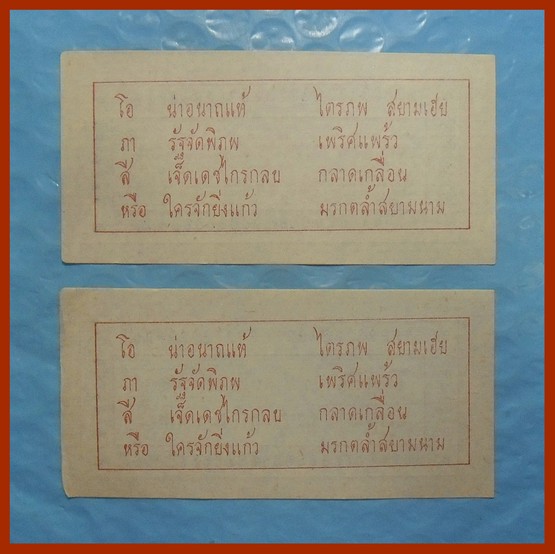 โอ น่าอนาถแท้ ไตรภพ สยามเฮย
ภา รัฐจัดพิภพ เพริศแพร้ว
สี เจ็ดเดชไกรกลบ กลาดเกลื่อน
หรือ ใครจักยิ่งแก้ว มรกตล้ำสยามนาม
โอ น่าอนาถแท้ ไตรภพ สยามเฮย
ภา รัฐจัดพิภพ เพริศแพร้ว
สี เจ็ดเดชไกรกลบ กลาดเกลื่อน
หรือ ใครจักยิ่งแก้ว มรกตล้ำสยามนาม